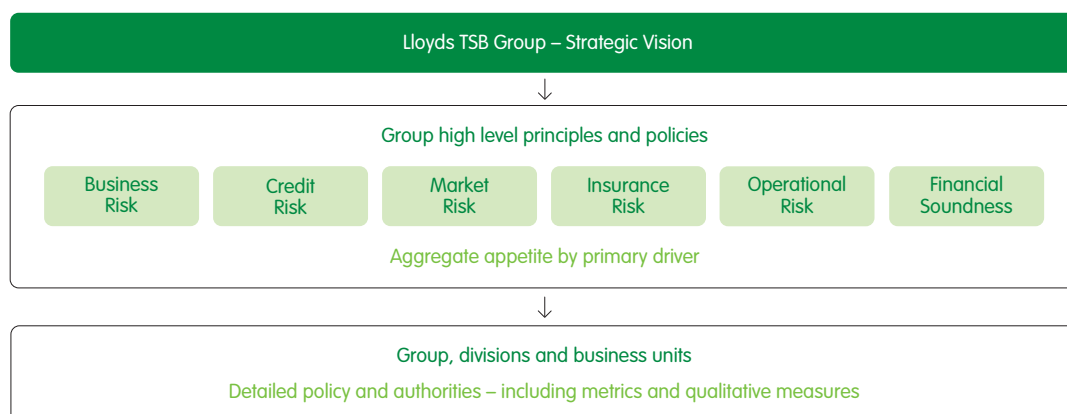 Lloyds TSB Group – Strategic Vision
Group high level principles and policies
Business
Risk
Credit
Risk
Market
Risk
Insurance
Risk
Operational
Risk
Financial
Soundness
Aggregate appetite by primary driver
Group, divisions and business units
Detailed policy and authorities – including metrics and qualitative measures